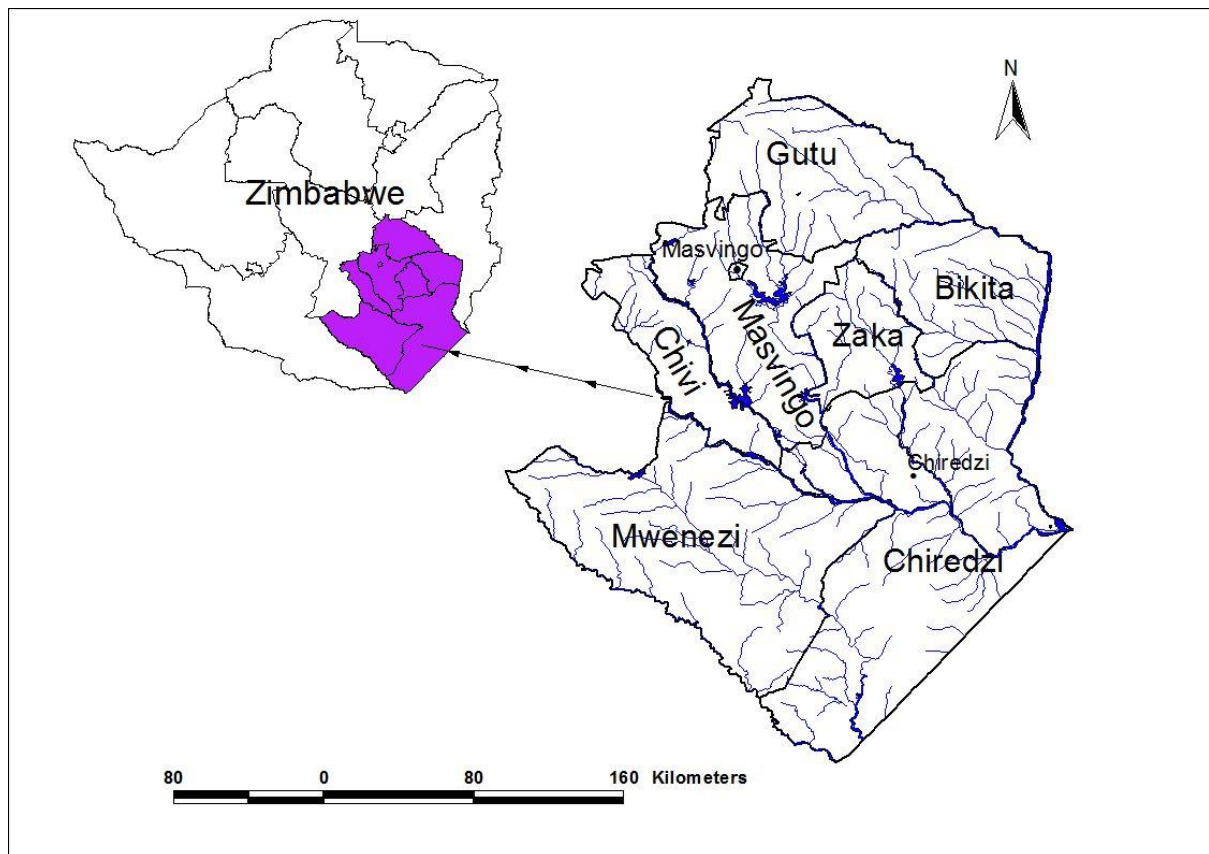 Zimbabwe
N
Gutu
Masvingo
Bikita
Masvingo
Zaka
Chivi
Chiredzi
Mwenezi
Chiredzi
80 0 80 160 Kilometers